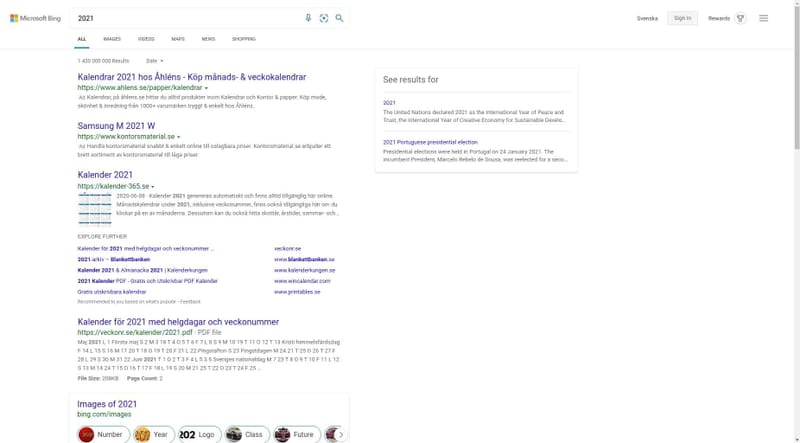 Microsoft Bing
2021
Svenska
Sign in
Rewards
ALL IMAGES VIDEOS MAPS NEWS SHOPPING
1 430 000 000 Results Date
Kalendrar 2021 hos Åhléns - Köp månads- & veckokalendrar
https://www.ahlens.se/papper/kalendrar
Ad Kalendrar, på åhlens.se hittar du alltid produkter inom Kalendrar och Kontor & papper. Köp mode,
skönhet & inredning från 1000+ varumärken tryggt & enkelt hos Åhléns.
Samsung M 2021 W
https://www.kontorsmaterial.se
Ad Handla kontorsmaterial snabbt & enkelt online till oslagbara priser. Kontorsmaterial.se erbjuder ett
brett sortiment av kontorsmaterial till låga priser
Kalender 2021
https://kalender-365.se
2020-06-08 · Kalender 2021 genereras automatiskt och finns alltid tillgänglig här online.
Månadskalendrar under 2021, inklusive veckonummer, finns också tillgängliga här om du
klickar på en av månaderna. Dessutom kan du också hitta skottår, årstider, sommar- och ...
EXPLORE FURTHER
Kalender för 2021 med helgdagar och veckonummer ... veckonr.se
2021 arkiv – Blankettbanken www.blankettbanken.se
Kalender 2021 & Almanacka 2021 | Kalenderkungen www.kalenderkungen.se
2021 Kalender PDF - Gratis och Utskrivbar PDF Kalender www.wincalendar.com
Gratis utskrivbara kalendrar www.printables.se
Recommended to you based on what's popular · Feedback
Kalender för 2021 med helgdagar och veckonummer
https://veckonr.se/kalender/2021.pdf · PDF file
Maj 2021 L 1 Första maj S 2 M 3 18 T 4 O 5 T 6 F 7 L 8 S 9 M 10 19 T 11 O 12 T 13 Kristi himmelsfärdsdag
F 14 L 15 S 16 M 17 20 T 18 O 19 T 20 F 21 L 22 Pingstafton S 23 Pingstdagen M 24 21 T 25 O 26 T 27 F
28 L 29 S 30 M 31 22 Juni 2021 T 1 O 2 T 3 F 4 L 5 S 6 Sveriges nationaldag M 7 23 T 8 O 9 T 10 F 11 L 12
S 13 M 14 24 T 15 O 16 T 17 F 18 L 19 S 20 M 21 25 T 22 O 23 T 24 F 25 ...
File Size: 208KB Page Count: 2
Images of 2021
bing.com/images
Number Year Logo Class Future
See results for
2021
The United Nations declared 2021 as the International Year of Peace and
Trust, the International Year of Creative Economy for Sustainable Develo...
2021 Portuguese presidential election
Presidential elections were held in Portugal on 24 January 2021. The
incumbent President, Marcelo Rebelo de Sousa, was reelected for a seco...